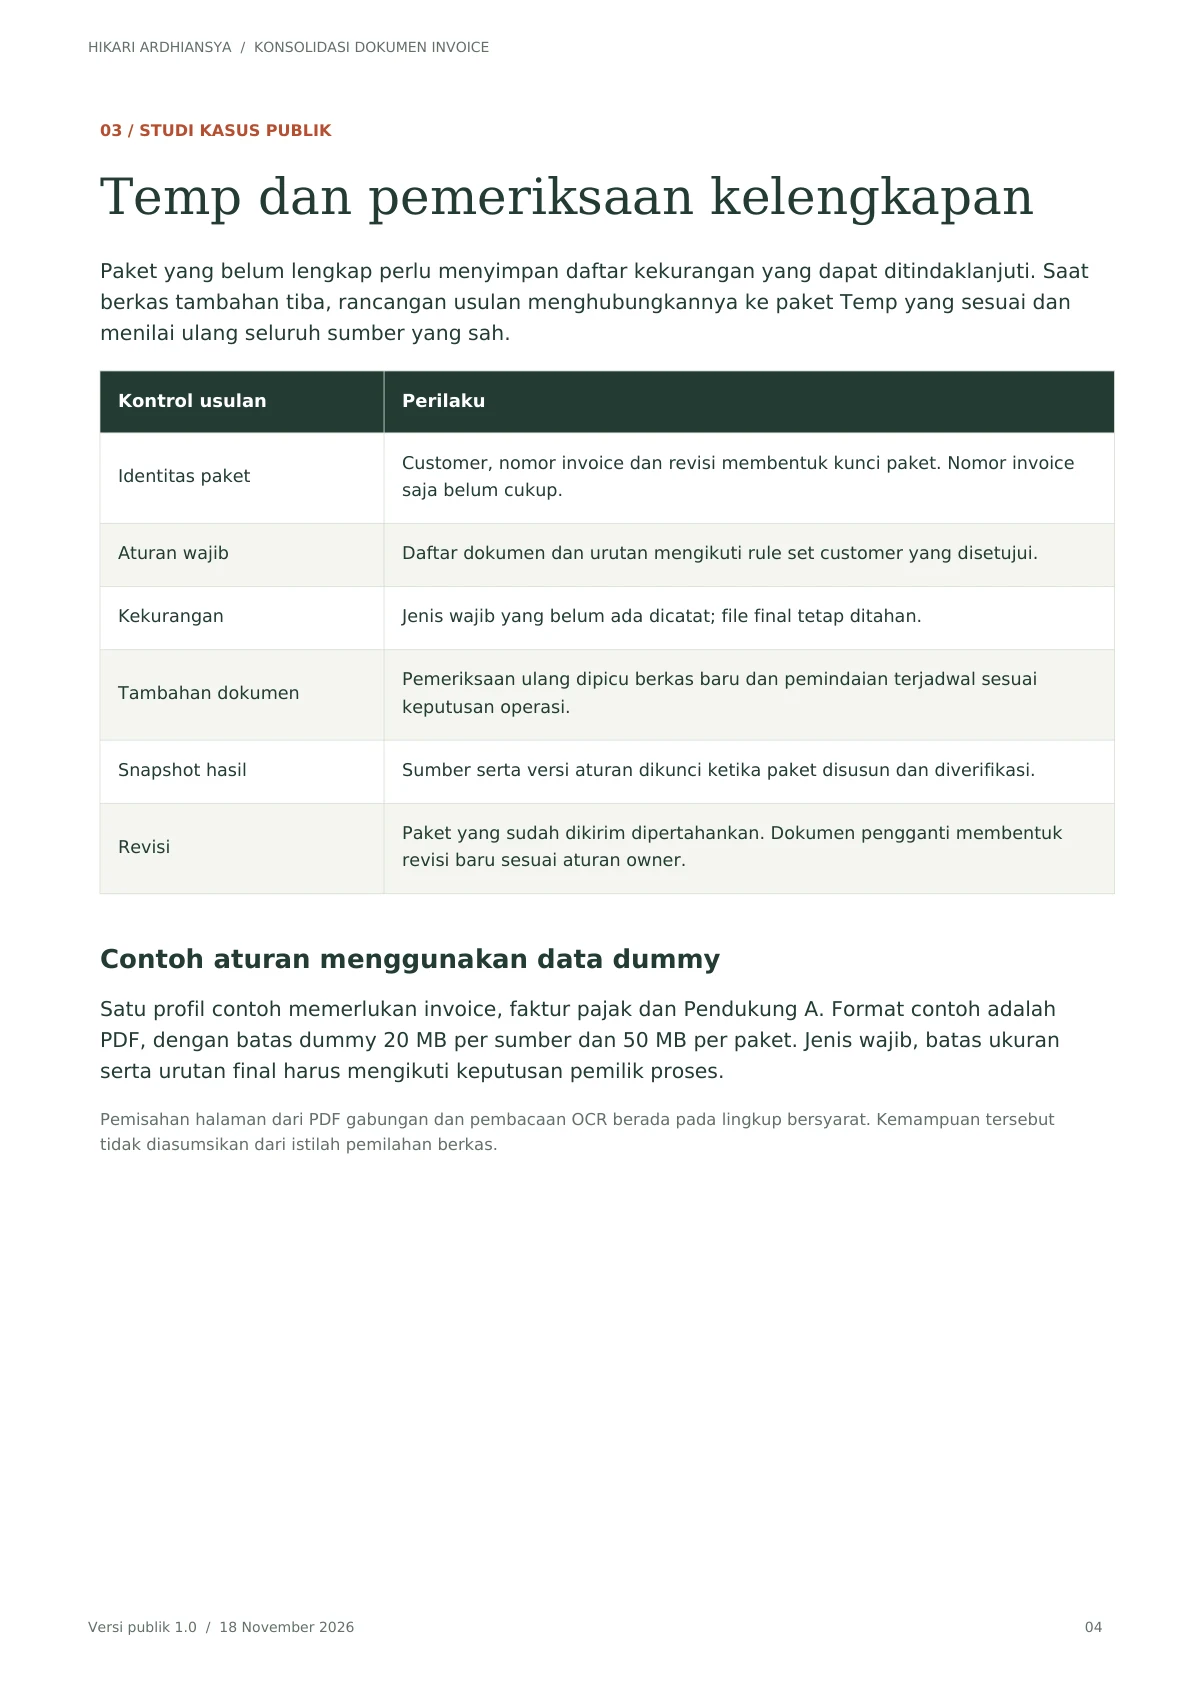 HIKARI ARDHIANSYA / KONSOLIDASI DOKUMEN INVOICE
03 / STUDI KASUS PUBLIK
Temp dan pemeriksaan kelengkapan
Paket yang belum lengkap perlu menyimpan daftar kekurangan yang dapat ditindaklanjuti. Saat
berkas tambahan tiba, rancangan usulan menghubungkannya ke paket Temp yang sesuai dan
menilai ulang seluruh sumber yang sah.
Kontrol usulan
Perilaku
Identitas paket
Customer, nomor invoice dan revisi membentuk kunci paket. Nomor invoice
saja belum cukup.
Aturan wajib
Daftar dokumen dan urutan mengikuti rule set customer yang disetujui.
Kekurangan
Jenis wajib yang belum ada dicatat; file final tetap ditahan.
Tambahan dokumen
Pemeriksaan ulang dipicu berkas baru dan pemindaian terjadwal sesuai
keputusan operasi.
Snapshot hasil
Sumber serta versi aturan dikunci ketika paket disusun dan diverifikasi.
Revisi
Paket yang sudah dikirim dipertahankan. Dokumen pengganti membentuk
revisi baru sesuai aturan owner.
Contoh aturan menggunakan data dummy
Satu profil contoh memerlukan invoice, faktur pajak dan Pendukung A. Format contoh adalah
PDF, dengan batas dummy 20 MB per sumber dan 50 MB per paket. Jenis wajib, batas ukuran
serta urutan final harus mengikuti keputusan pemilik proses.
Pemisahan halaman dari PDF gabungan dan pembacaan OCR berada pada lingkup bersyarat. Kemampuan tersebut
tidak diasumsikan dari istilah pemilahan berkas.
Versi publik 1.0 / 18 November 2026
04